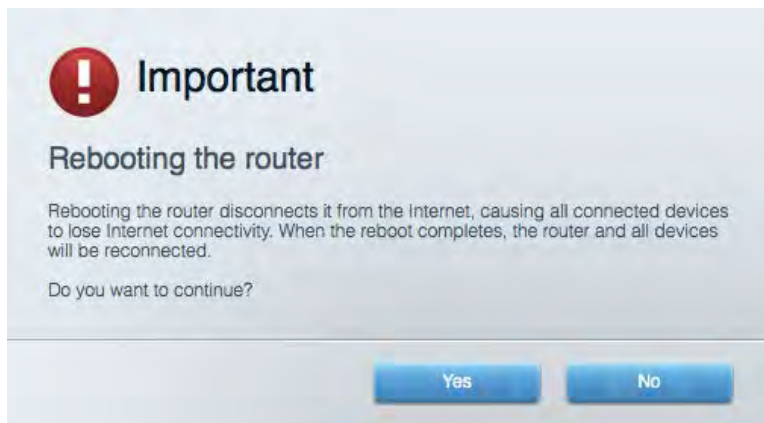 Important
Rebooting the router
Rebooting the router disconnects it from the Internet, causing all connected devices
to lose Internet connectivity. When the reboot completes, the router and all devices
will be reconnected.
Do you want to continue?
Yes
No